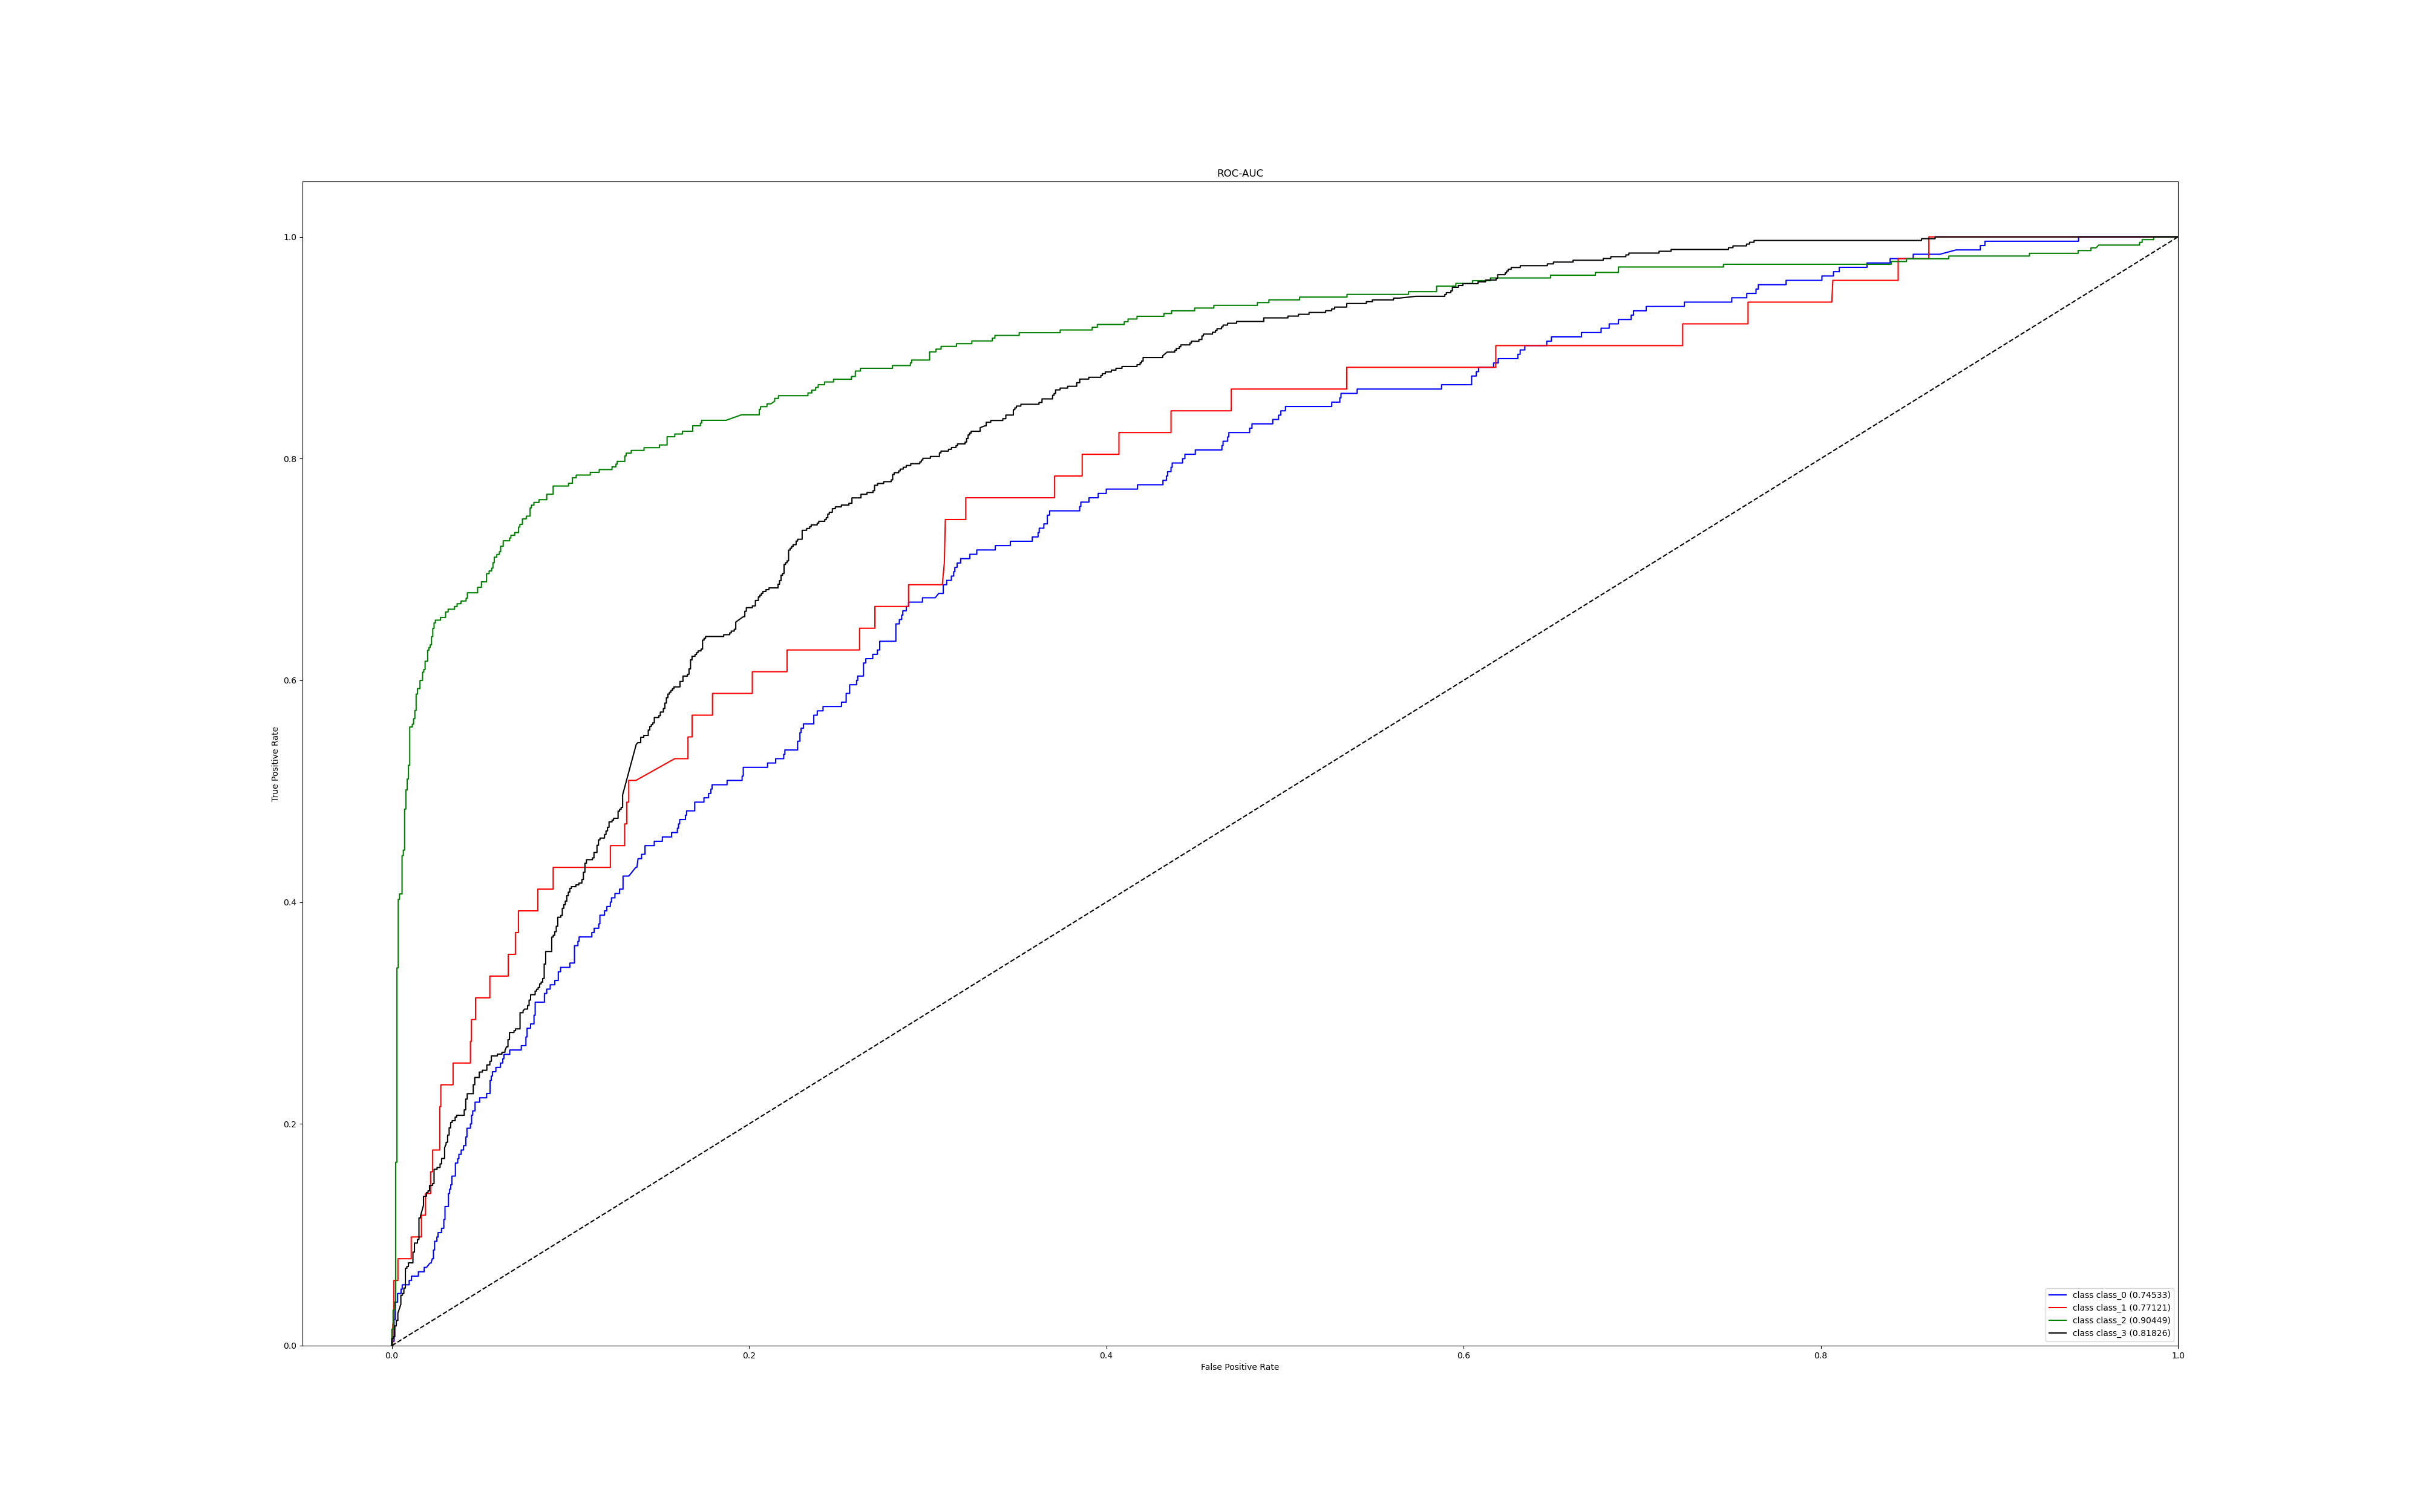 ROC-AUC
True Positive Rate
1.0
0.8
0.6
0.4
0.2
0.0
0.0 0.2 0.4 0.6 0.8 1.0
False Positive Rate
class class_0 (0.74533)
class class_1 (0.77121)
class class_2 (0.90449)
class class_3 (0.81826)